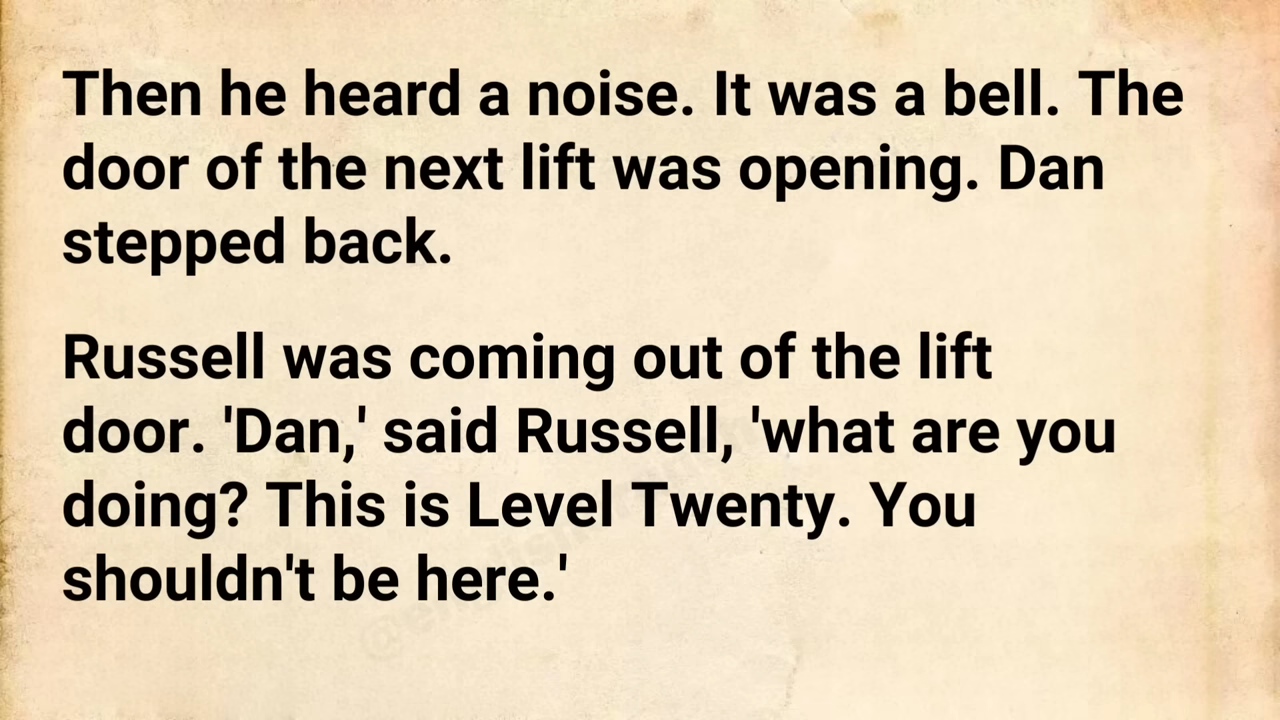 Then he heard a noise. It was a bell. The
door of the next lift was opening. Dan
stepped back.
Russell was coming out of the lift
door. 'Dan,' said Russell, 'what are you
doing? This is Level Twenty. You
shouldn't be here.'